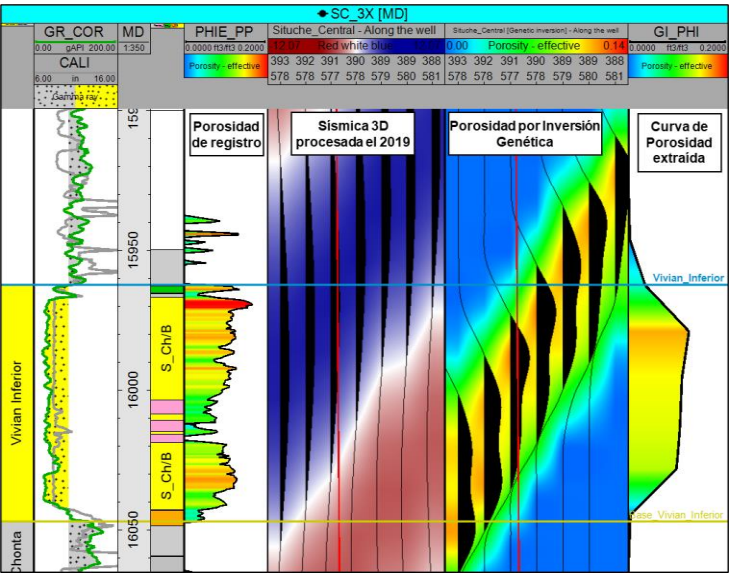 SC_3X [MD]
GR_COR
0.00 gAPI 200.00
CALI
6.00 in 16.00
Gamma ray
MD
1:350
PHIE_PP
0.0000 ft3/ft3 0.2000
Porosity - effective
Situche_Central - Along the well
-12.07 Red white blue
393 392 391 390 389 389 388
578 578 577 578 579 580 581
Situche_Central [Genetic inversion] - Along the well
0.00 Porosity - effective 0.14
393 392 391 390 389 389 388
578 578 577 578 579 580 581
GI_PHI
0.0000 ft3/ft3 0.2000
Porosity - effective
Porosidad
de registro
Sísmica 3D
procesada el 2019
Porosidad por Inversión
Genética
Curva de
Porosidad
extraída
15950
Vivian_Inferior
Vivian Inferior
S_Ch/B
16000
S_Ch/B
Base_Vivian_Inferior
16050
Chonta